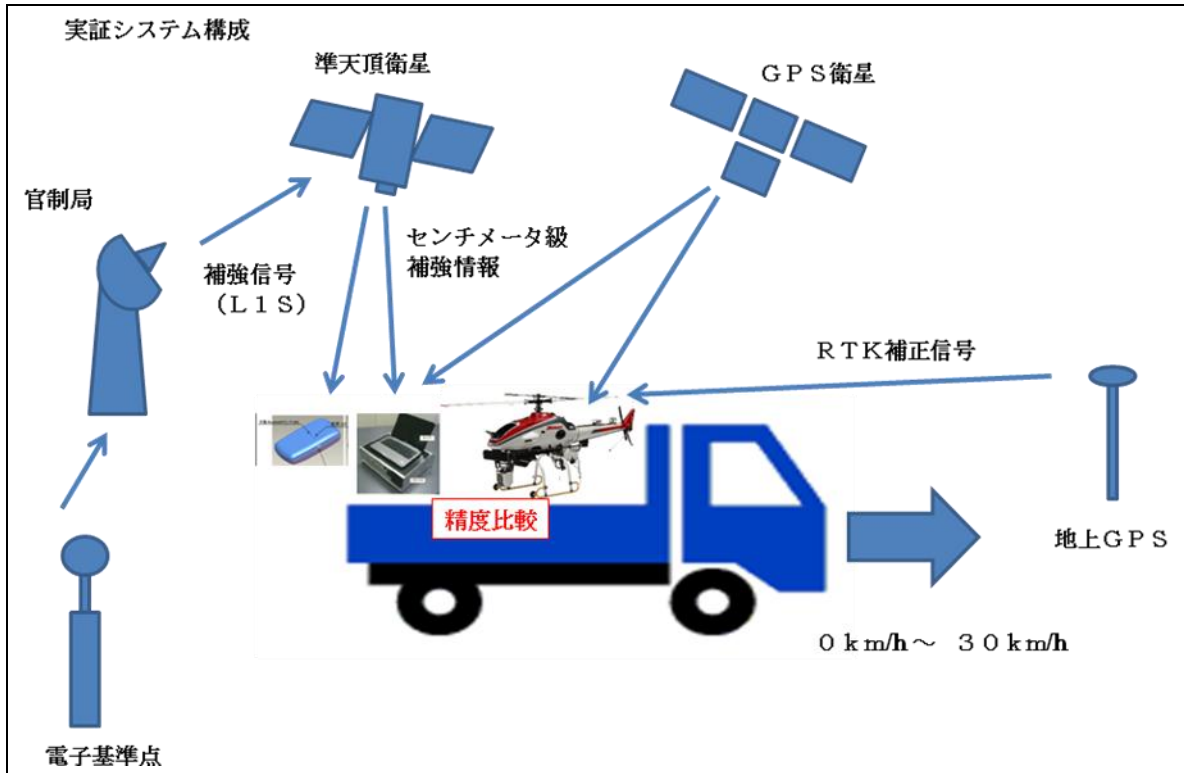 実証システム構成
準天頂衛星
GPS衛星
官制局
センチメータ級
補強情報
補強信号
(L1S)
RTK補正信号
精度比較
地上GPS
0km/h~ 30km/h
電子基準点